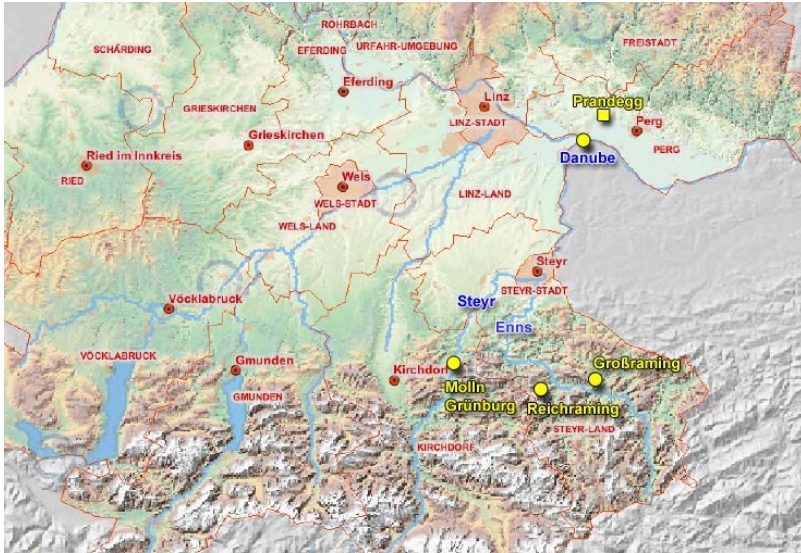 ROHRBACH
SCHÄRDING
EFERDING
URFAHR-UMGEBUNG
FREISTADT
Eferding
GRIESKIRCHEN
Linz
Prandegg
LINZ-STADT
Perg
Grieskirchen
PERG
Danube
Ried im Innkreis
RIED
Wels
WELS-STADT
LINZ-LAND
WELS-LAND
Steyr
STEYR-STADT
Steyr
Vöcklabruck
Enns
VÖCKLABRUCK
Gmunden
Großraming
Kirchdorf
Molln
GMUNDEN
Grünburg
Reichraming
STEYR-LAND
KIRCHDORF